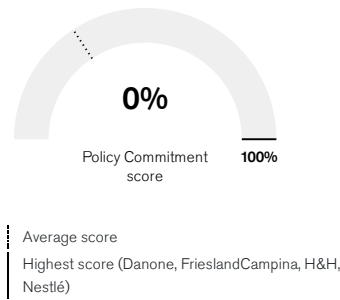 0%
Policy Commitment
score
100%
Average score
Highest score (Danone, FrieslandCampina, H&H,
Nestlé)